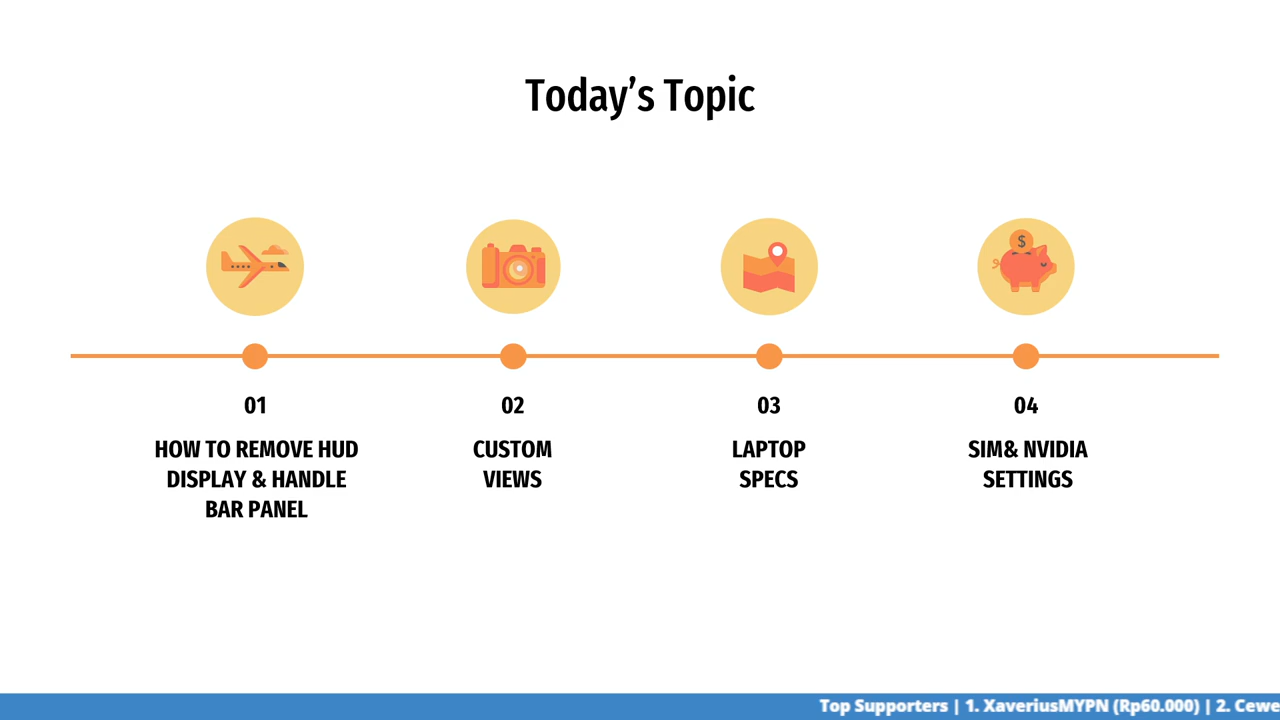 Today’s Topic
$
01
HOW TO REMOVE HUD
DISPLAY & HANDLE
BAR PANEL
02
CUSTOM
VIEWS
03
LAPTOP
SPECS
04
SIM& NVIDIA
SETTINGS
Top Supporters | 1. XaveriusMYPN (Rp60.000) | 2. Cewe